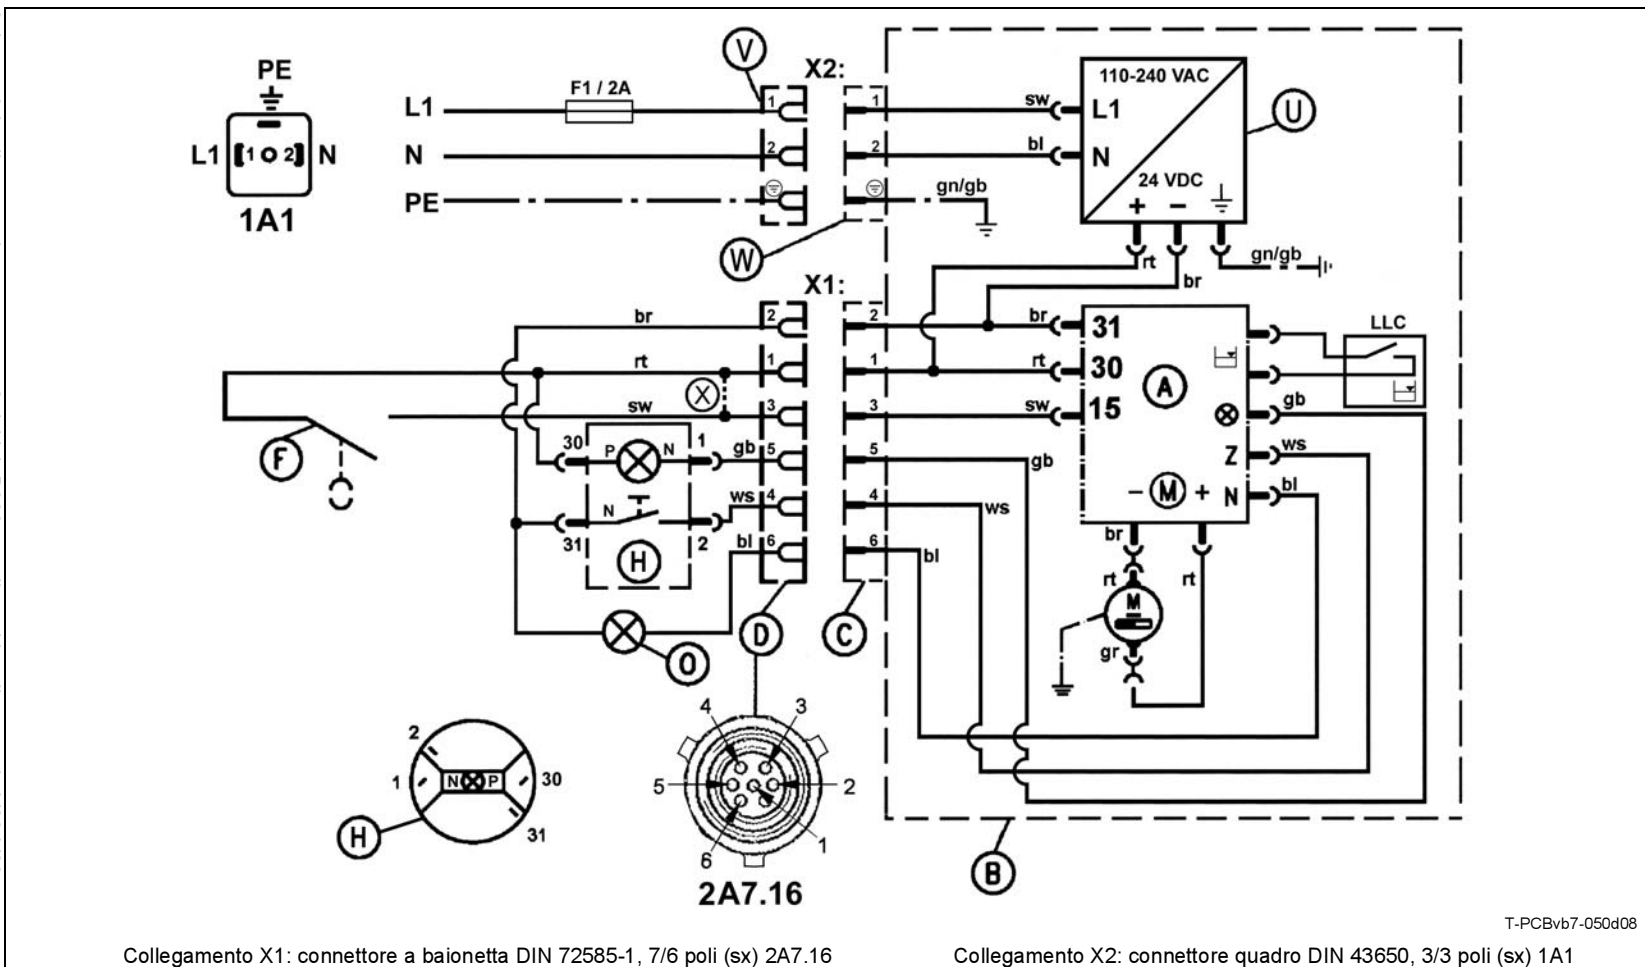 PE
L1 1 2 N
1A1
L1 F1 / 2A 1
N 2
PE
V
X2:
W
1 sw L1
2 bl N
gn/gb
110-240 VAC
24 VDC
+ −
U
rt
br
gn/gb
X1:
br 2
rt 1
X
sw 3
F
30 P N 1 gb 5
N ws 4
31 2 bl 6
H
O
D
C
2 br 31
1 rt 30
3 sw 15
5 gb
4 ws
6 bl
A
LLC
gb
Z ws
N bl
− M +
br
rt rt
M
gr
2
1 N P 30
31
H
4 3
5 2
6 1
2A7.16
B
T-PCBvb7-050d08
Collegamento X1: connettore a baionetta DIN 72585-1, 7/6 poli (sx) 2A7.16
Collegamento X2: connettore quadro DIN 43650, 3/3 poli (sx) 1A1